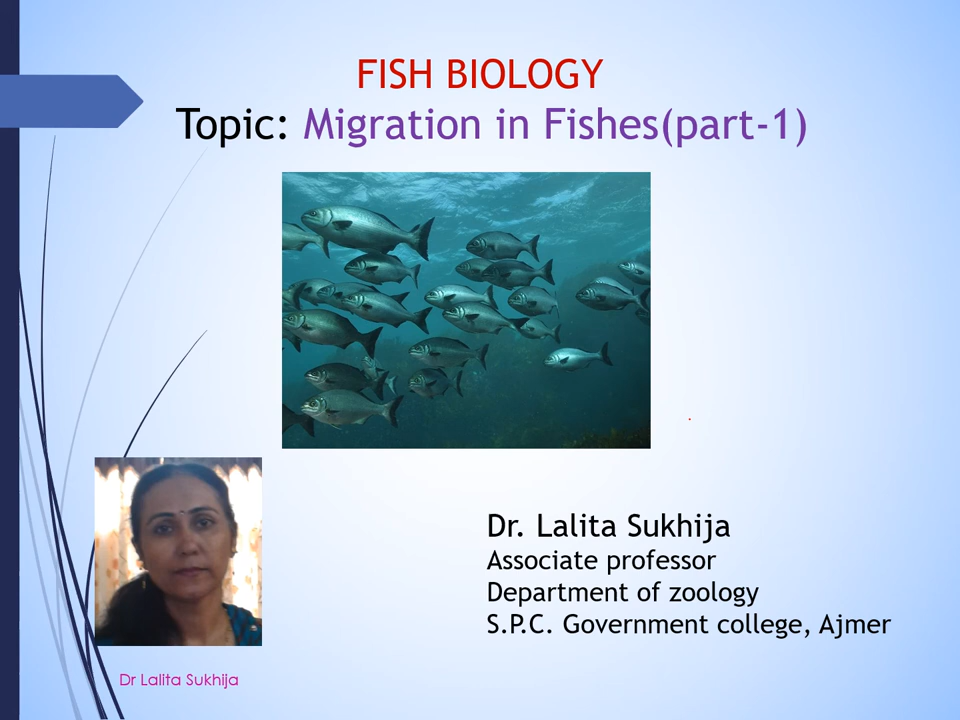 FISH BIOLOGY
Topic: Migration in Fishes(part-1)
.
Dr. Lalita Sukhija
Associate professor
Department of zoology
S.P.C. Government college, Ajmer
Dr Lalita Sukhija